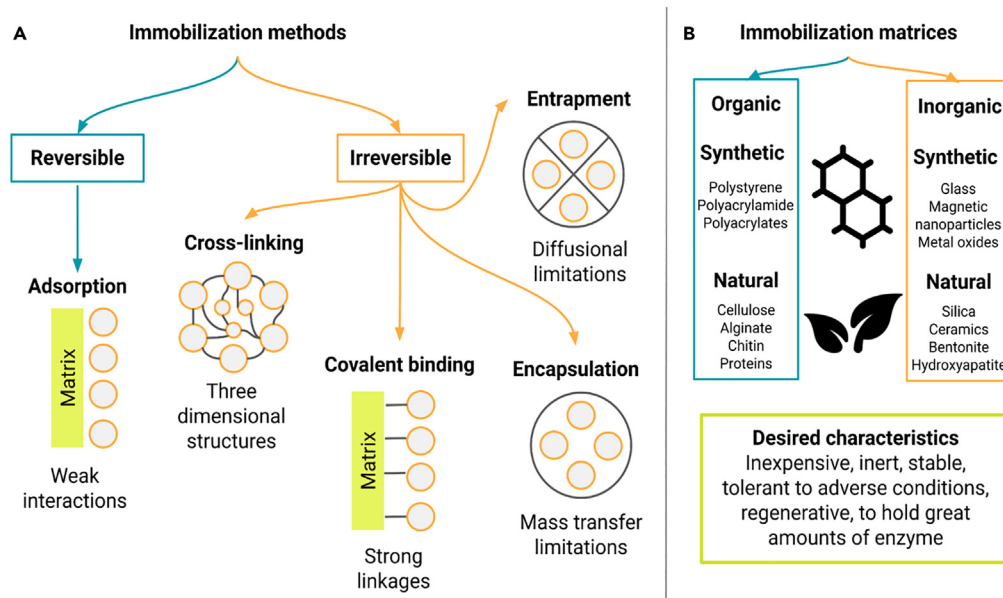 A
Immobilization methods
Reversible
Irreversible
Entrapment
Diffusional
limitations
Adsorption
Matrix
Weak
interactions
Cross-linking
Three
dimensional
structures
Covalent binding
Matrix
Strong
linkages
Encapsulation
Mass transfer
limitations
B
Immobilization matrices
Organic
Synthetic
Polystyrene
Polyacrylamide
Polyacrylates
Natural
Cellulose
Alginate
Chitin
Proteins
Inorganic
Synthetic
Glass
Magnetic
nanoparticles
Metal oxides
Natural
Silica
Ceramics
Bentonite
Hydroxyapatite
Desired characteristics
Inexpensive, inert, stable,
tolerant to adverse conditions,
regenerative, to hold great
amounts of enzyme